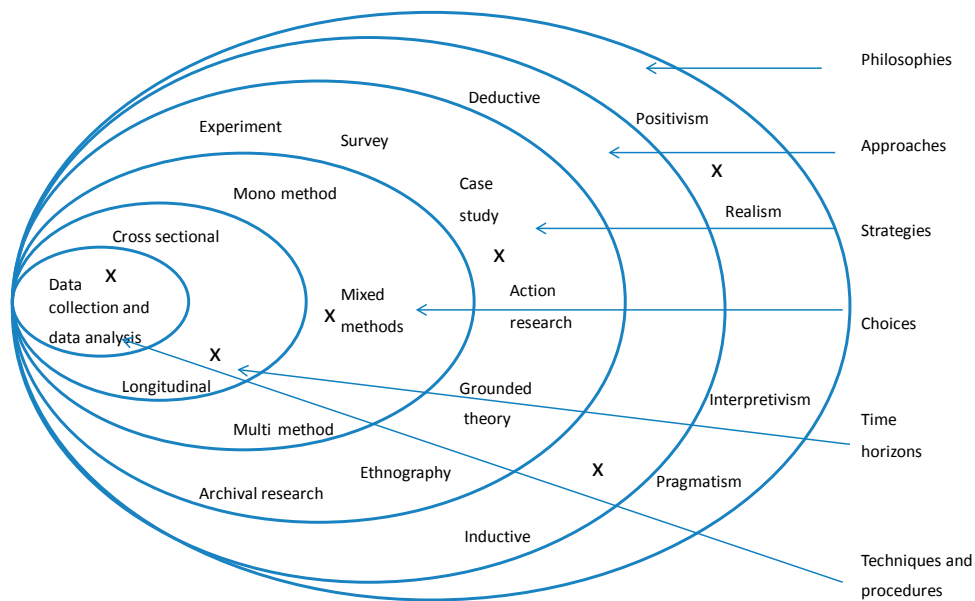 Philosophies
Deductive
Positivism
Experiment
Survey
Approaches
X
Case
study
Mono method
Realism
Strategies
Cross sectional
X
X
Data
collection and
data analysis
Mixed
methods
X
Action
research
Choices
X
Longitudinal
Grounded
theory
Interpretivism
Time
horizons
Multi method
Ethnography
X
Pragmatism
Archival research
Inductive
Techniques and
procedures